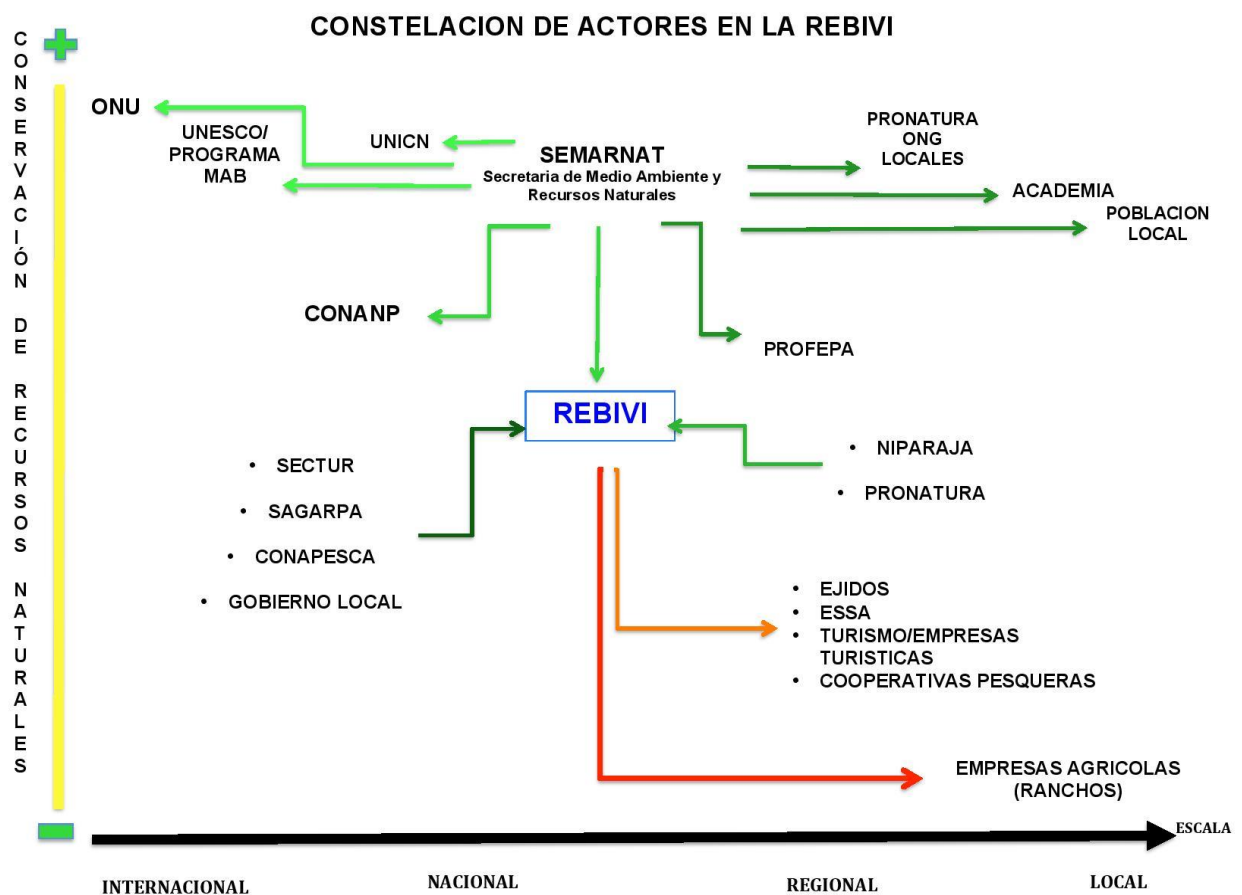 CONSTELACION DE ACTORES EN LA REBIVI
CONSERVACIÓN DE RECURSOS NATURALES
ONU
UNESCO/
PROGRAMA
MAB
UNICN
SEMARNAT
Secretaria de Medio Ambiente y
Recursos Naturales
PRONATURA
ONG
LOCALES
ACADEMIA
POBLACION
LOCAL
CONANP
PROFEPA
REBIVI
• SECTUR
• SAGARPA
• CONAPESCA
• GOBIERNO LOCAL
• NIPARAJA
• PRONATURA
• EJIDOS
• ESSA
• TURISMO/EMPRESAS
TURISTICAS
• COOPERATIVAS PESQUERAS
EMPRESAS AGRICOLAS
(RANCHOS)
ESCALA
INTERNACIONAL
NACIONAL
REGIONAL
LOCAL